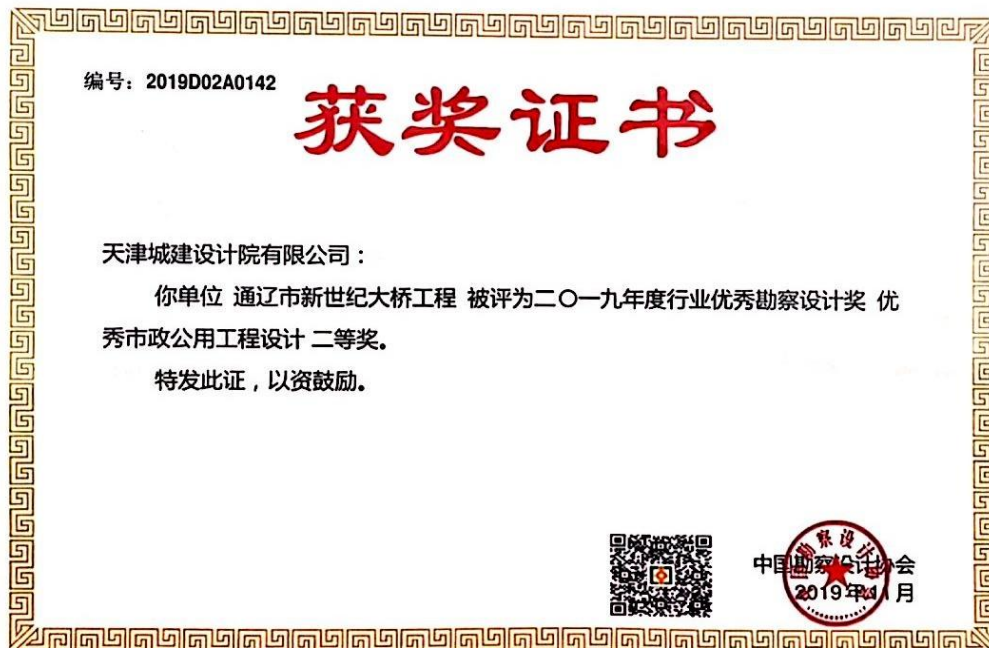 编号：2019D02A0142
获奖证书
天津城建设计院有限公司：
你单位 通辽市新世纪大桥工程 被评为二〇一九年度行业优秀勘察设计奖 优
秀市政公用工程设计 二等奖。
特发此证，以资鼓励。
中国勘察设计协会
2019年11月